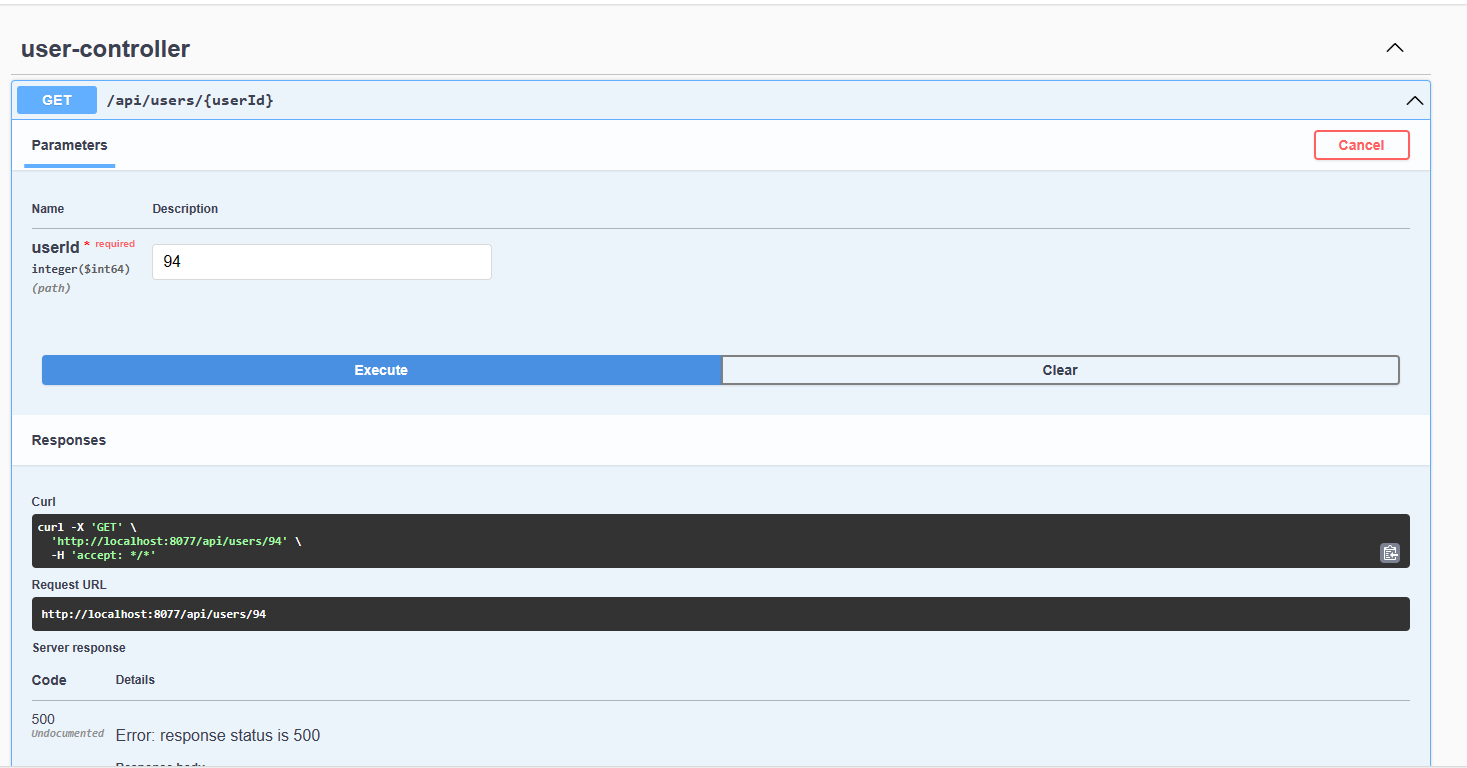 user-controller
GET /api/users/{userId}
Parameters
Cancel
Name Description
userId * required
integer($int64)
(path)
94
Execute Clear
Responses
Curl
curl -X 'GET' \
'http://localhost:8077/api/users/94' \
-H 'accept: */*'
Request URL
http://localhost:8077/api/users/94
Server response
Code Details
500
Undocumented
Error: response status is 500
Response body